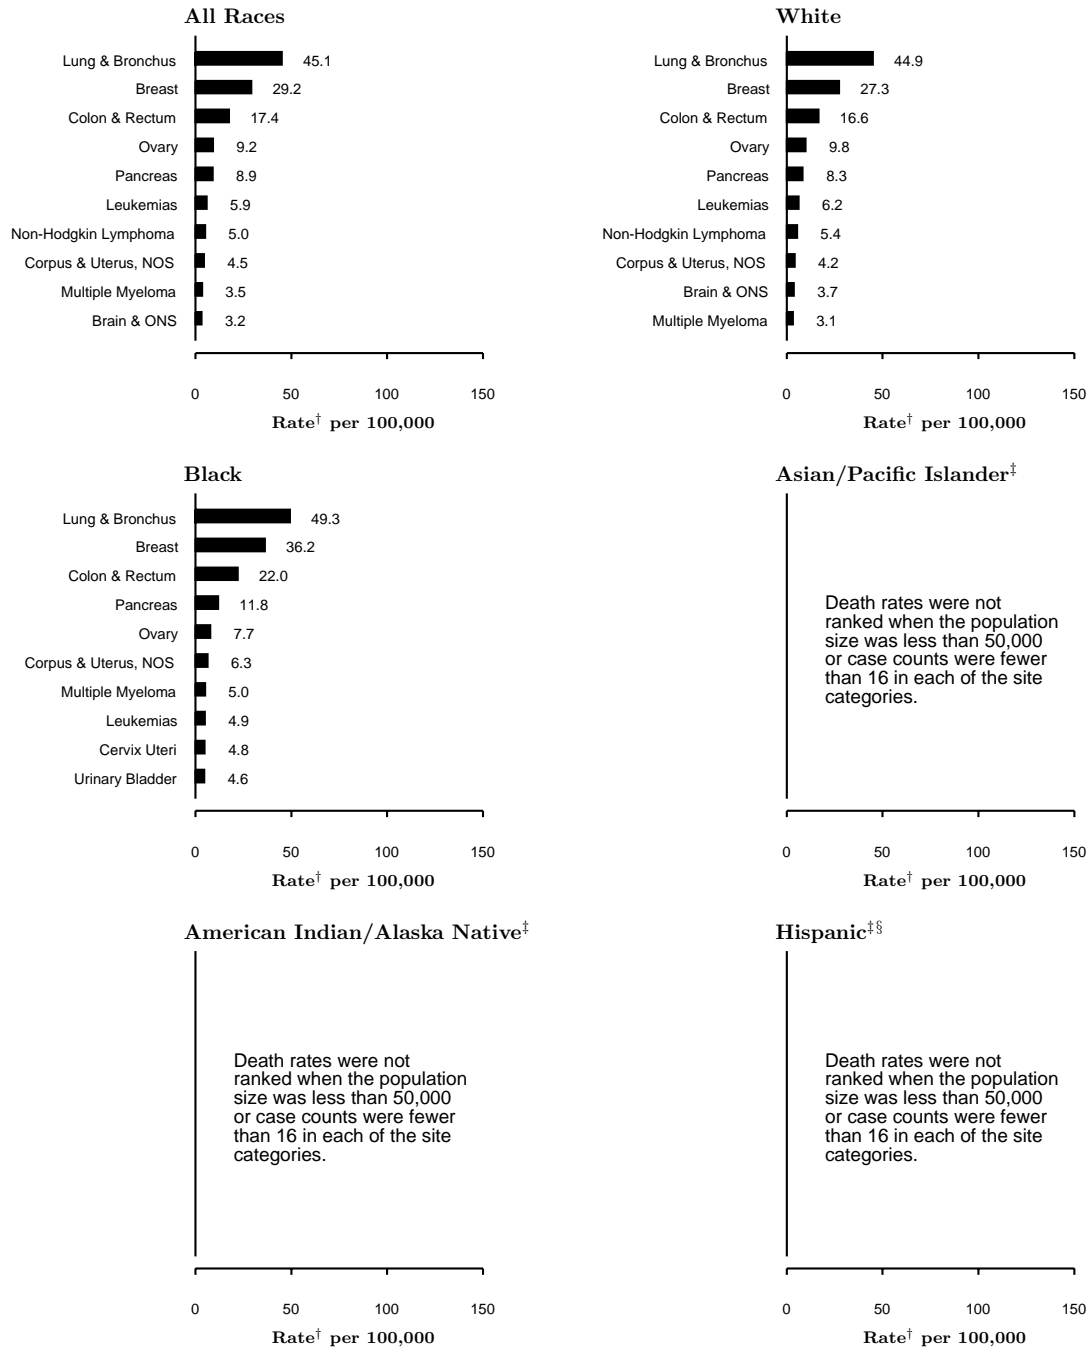 All Races
Lung & Bronchus 45.1
Breast 29.2
Colon & Rectum 17.4
Ovary 9.2
Pancreas 8.9
Leukemias 5.9
Non-Hodgkin Lymphoma 5.0
Corpus & Uterus, NOS 4.5
Multiple Myeloma 3.5
Brain & ONS 3.2
0 50 100 150
Rate† per 100,000
White
Lung & Bronchus 44.9
Breast 27.3
Colon & Rectum 16.6
Ovary 9.8
Pancreas 8.3
Leukemias 6.2
Non-Hodgkin Lymphoma 5.4
Corpus & Uterus, NOS 4.2
Brain & ONS 3.7
Multiple Myeloma 3.1
0 50 100 150
Rate† per 100,000
Black
Lung & Bronchus 49.3
Breast 36.2
Colon & Rectum 22.0
Pancreas 11.8
Ovary 7.7
Corpus & Uterus, NOS 6.3
Multiple Myeloma 5.0
Leukemias 4.9
Cervix Uteri 4.8
Urinary Bladder 4.6
0 50 100 150
Rate† per 100,000
Asian/Pacific Islander‡
Death rates were not
ranked when the population
size was less than 50,000
or case counts were fewer
than 16 in each of the site
categories.
0 50 100 150
Rate† per 100,000
American Indian/Alaska Native‡
Death rates were not
ranked when the population
size was less than 50,000
or case counts were fewer
than 16 in each of the site
categories.
0 50 100 150
Rate† per 100,000
Hispanic‡§
Death rates were not
ranked when the population
size was less than 50,000
or case counts were fewer
than 16 in each of the site
categories.
0 50 100 150
Rate† per 100,000